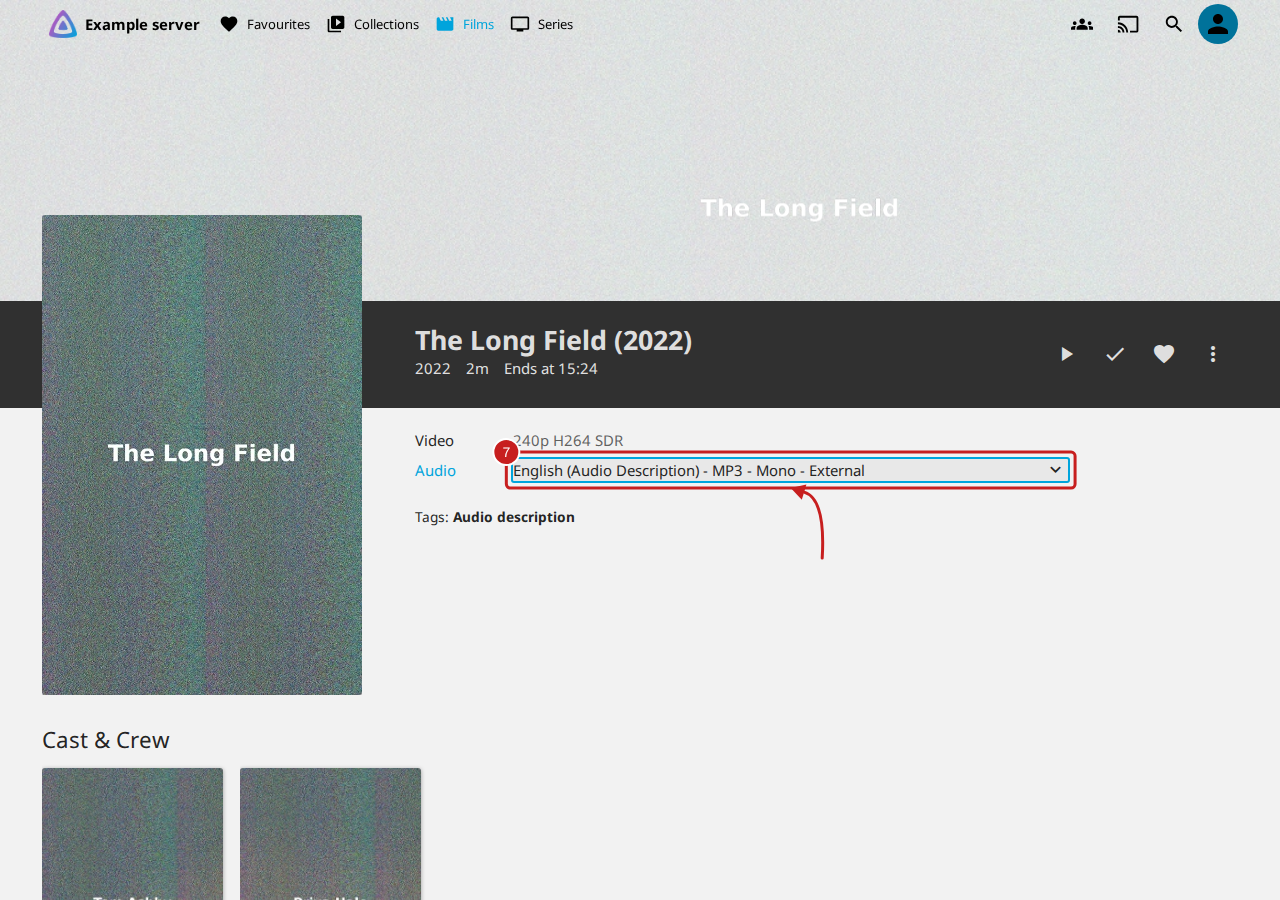 Example server
Favourites
Collections
Films
Series
The Long Field
The Long Field
The Long Field (2022)
2022 2m Ends at 15:24
Video 240p H264 SDR
7
Audio English (Audio Description) - MP3 - Mono - External
Tags: Audio description
Cast & Crew